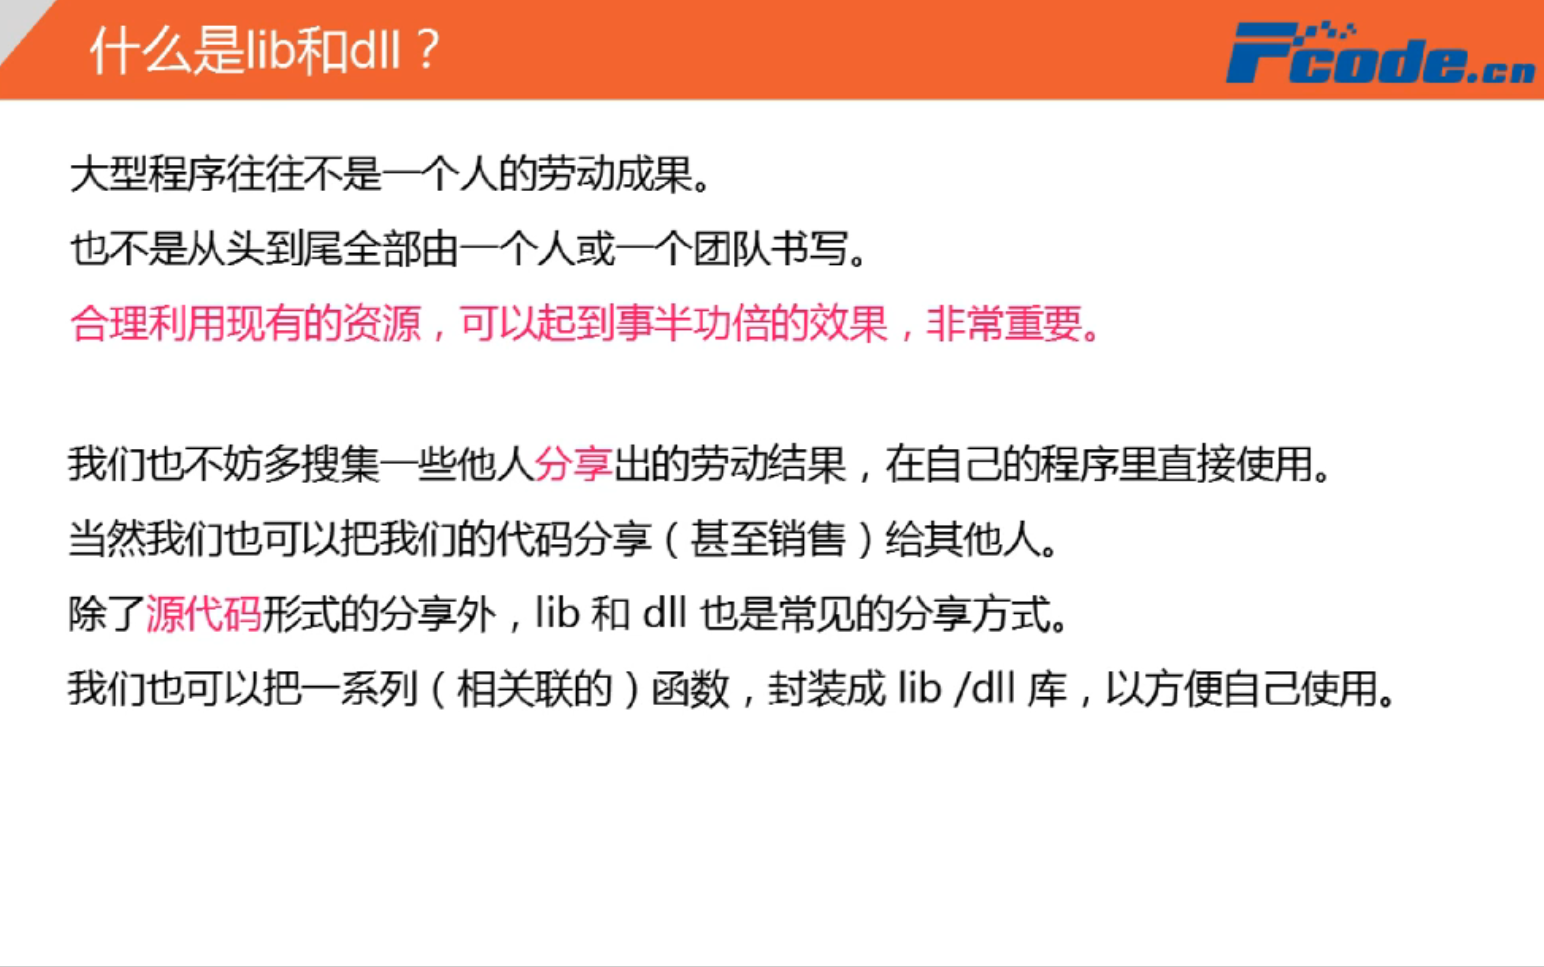 什么是lib和dll？
Fcode.cn
大型程序往往不是一个人的劳动成果。
也不是从头到尾全部由一个人或一个团队书写。
合理利用现有的资源，可以起到事半功倍的效果，非常重要。
我们也不妨多搜集一些他人分享出的劳动结果，在自己的程序里直接使用。
当然我们也可以把我们的代码分享（甚至销售）给其他人。
除了源代码形式的分享外，lib 和 dll 也是常见的分享方式。
我们也可以把一系列（相关联的）函数，封装成 lib /dll 库，以方便自己使用。